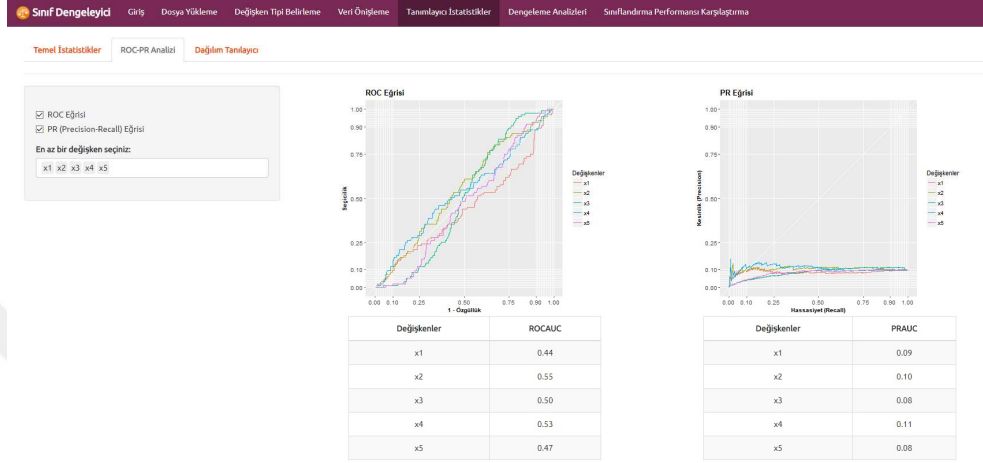 Sınıf Dengeleyici Giriş Dosya Yükleme Değişken Tipi Belirleme Veri Önişleme Tanımlayıcı İstatistikler Dengeleme Analizleri Sınıflandırma Performansı Karşılaştırma
Temel İstatistikler ROC-PR Analizi Dağılım Tanılayıcı
ROC Eğrisi
PR (Precision-Recall) Eğrisi
En az bir değişken seçiniz:
x1 x2 x3 x4 x5
ROC Eğrisi
1.00
0.90
0.75
0.50
0.25
0.10
0.00
Seçicilik
0.00 0.10 0.25 0.50 0.75 0.90 1.00
1 - Özgüllük
Değişkenler
x1
x2
x3
x4
x5
Değişkenler ROCAUC
x1 0.44
x2 0.55
x3 0.50
x4 0.53
x5 0.47
PR Eğrisi
1.00
0.90
0.75
0.50
0.25
0.10
0.00
Kesinlik (Precision)
0.00 0.10 0.25 0.50 0.75 0.90 1.00
Hassasiyet (Recall)
Değişkenler
x1
x2
x3
x4
x5
Değişkenler PRAUC
x1 0.09
x2 0.10
x3 0.08
x4 0.11
x5 0.08